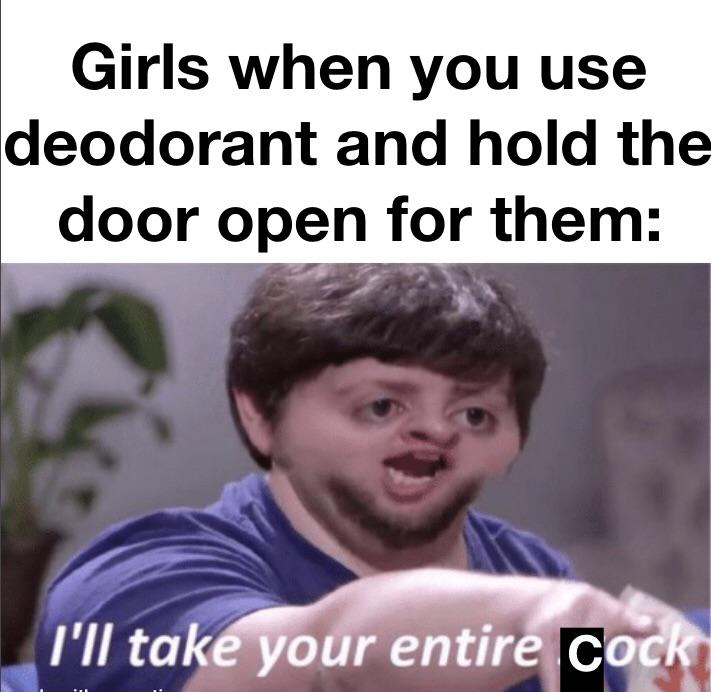 Girls when you use
deodorant and hold the
door open for them:
I'll take your entire Cock